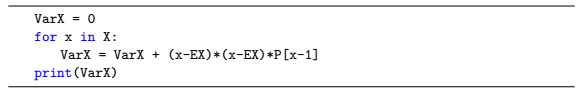 VarX = 0
for x in X:
    VarX = VarX + (x-EX)*(x-EX)*P[x-1]
print(VarX)